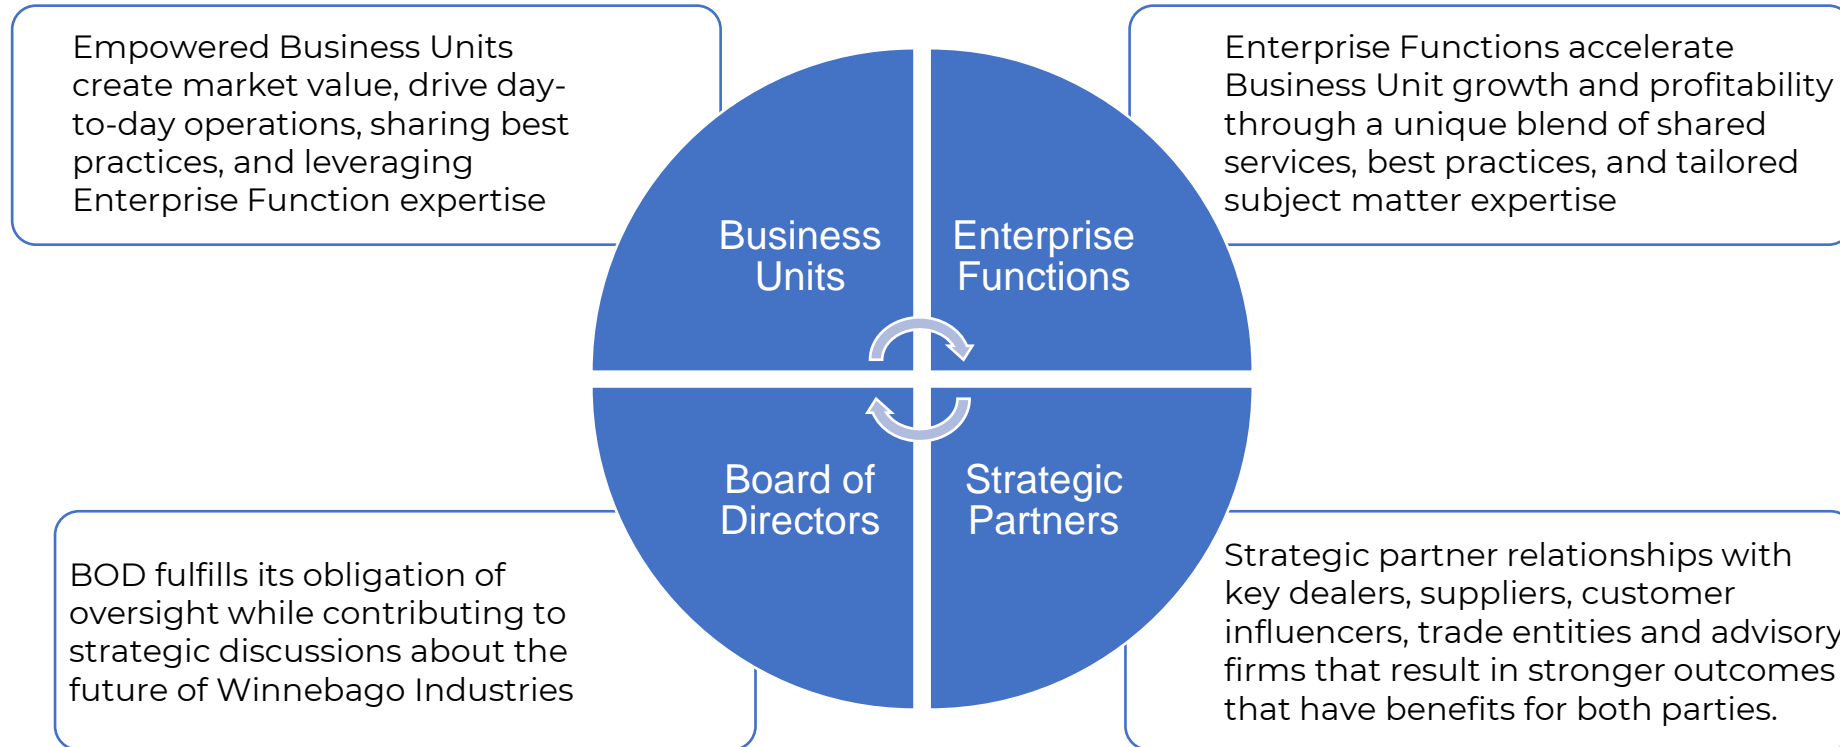 Empowered Business Units
create market value, drive day-
to-day operations, sharing best
practices, and leveraging
Enterprise Function expertise
Enterprise Functions accelerate
Business Unit growth and profitability
through a unique blend of shared
services, best practices, and tailored
subject matter expertise
Business
Units
Enterprise
Functions
Board of
Directors
Strategic
Partners
BOD fulfills its obligation of
oversight while contributing to
strategic discussions about the
future of Winnebago Industries
Strategic partner relationships with
key dealers, suppliers, customer
influencers, trade entities and advisory
firms that result in stronger outcomes
that have benefits for both parties.